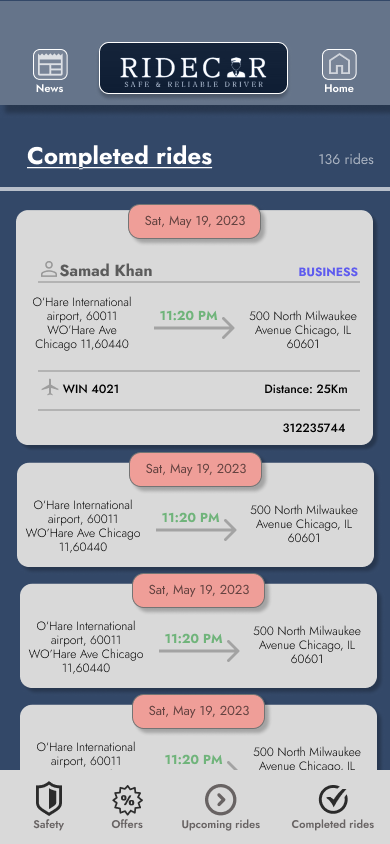 RIDEC R
SAFE & RELIABLE DRIVER
News
Home
Completed rides
136 rides
Sat, May 19, 2023
Samad Khan
BUSINESS
O'Hare International
airport, 60011
WO'Hare Ave
Chicago 11,60440
11:20 PM
500 North Milwaukee
Avenue Chicago, IL
60601
WIN 4021
Distance: 25Km
312235744
Sat, May 19, 2023
O'Hare International
airport, 60011
WO'Hare Ave Chicago
11,60440
11:20 PM
500 North Milwaukee
Avenue Chicago, IL
60601
Sat, May 19, 2023
O'Hare International
airport, 60011
WO'Hare Ave Chicago
11,60440
11:20 PM
500 North Milwaukee
Avenue Chicago, IL
60601
Sat, May 19, 2023
O'Hare International
airport, 60011
11:20 PM
500 North Milwaukee
Avenue Chicago, IL
Safety
%
Offers
Upcoming rides
Completed rides